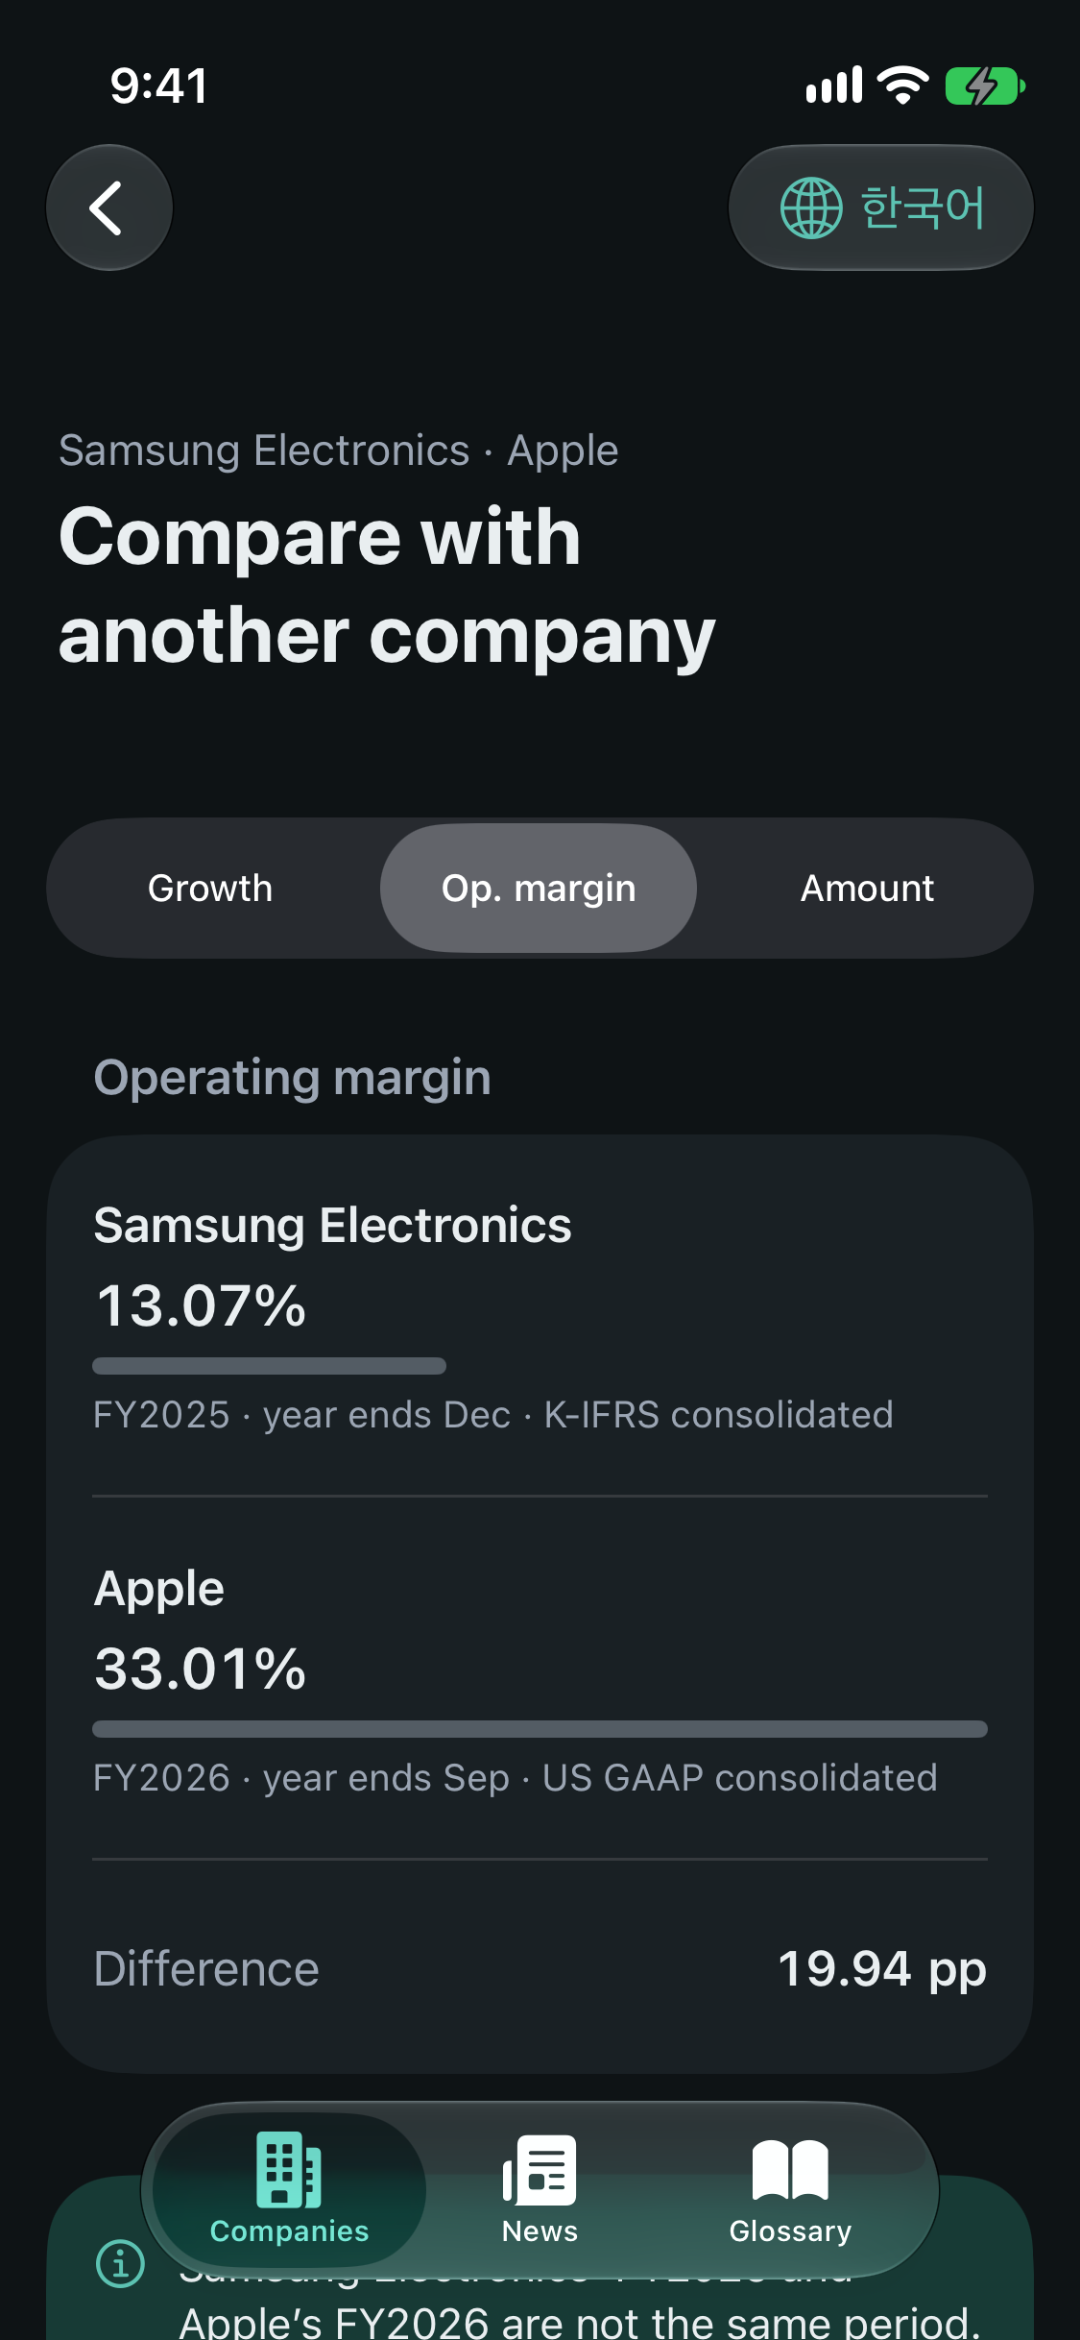 9:41
한국어
Samsung Electronics · Apple
Compare with
another company
Growth
Op. margin
Amount
Operating margin
Samsung Electronics
13.07%
FY2025 · year ends Dec · K-IFRS consolidated
Apple
33.01%
FY2026 · year ends Sep · US GAAP consolidated
Difference
19.94 pp
Companies
News
Glossary
Apple’s FY2026 are not the same period.